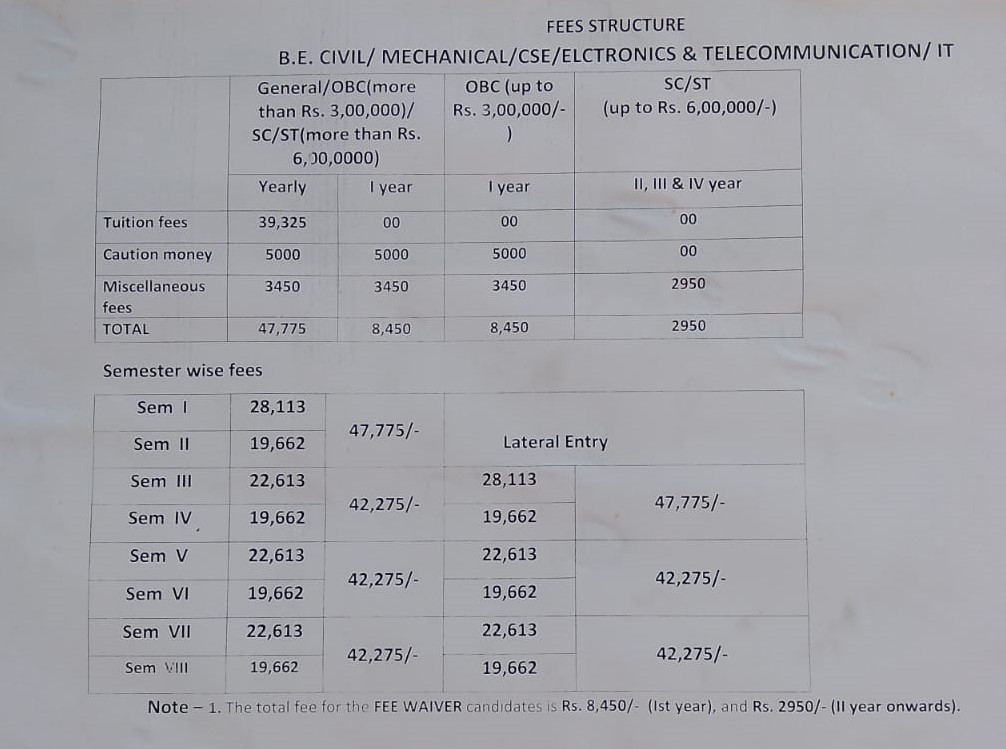 FEES STRUCTURE
B.E. CIVIL/ MECHANICAL/CSE/ELCTRONICS & TELECOMMUNICATION/ IT
General/OBC(more than Rs. 3,00,000)/ SC/ST(more than Rs. 6,00,0000) OBC (up to Rs. 3,00,000/-) SC/ST (up to Rs. 6,00,000/-)
Yearly I year I year II, III & IV year
Tuition fees 39,325 00 00 00
Caution money 5000 5000 5000 00
Miscellaneous fees 3450 3450 3450 2950
TOTAL 47,775 8,450 8,450 2950
Semester wise fees
Sem I 28,113 47,775/- Lateral Entry
Sem II 19,662
Sem III 22,613 42,275/- 28,113 47,775/-
Sem IV 19,662 19,662
Sem V 22,613 42,275/- 22,613 42,275/-
Sem VI 19,662 19,662
Sem VII 22,613 42,275/- 22,613 42,275/-
Sem VIII 19,662 19,662
Note – 1. The total fee for the FEE WAIVER candidates is Rs. 8,450/- (Ist year), and Rs. 2950/- (II year onwards).